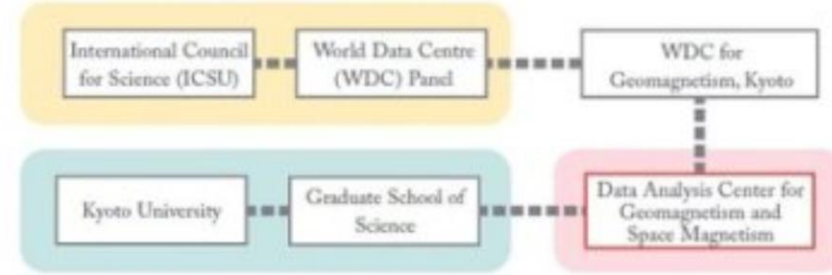 International Council
for Science (ICSU)
World Data Centre
(WDC) Panel
WDC for
Geomagnetism, Kyoto
Kyoto University
Graduate School of
Science
Data Analysis Center for
Geomagnetism and
Space Magnetism